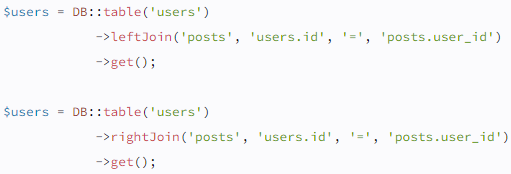 $users = DB::table('users')
            ->leftJoin('posts', 'users.id', '=', 'posts.user_id')
            ->get();

$users = DB::table('users')
            ->rightJoin('posts', 'users.id', '=', 'posts.user_id')
            ->get();